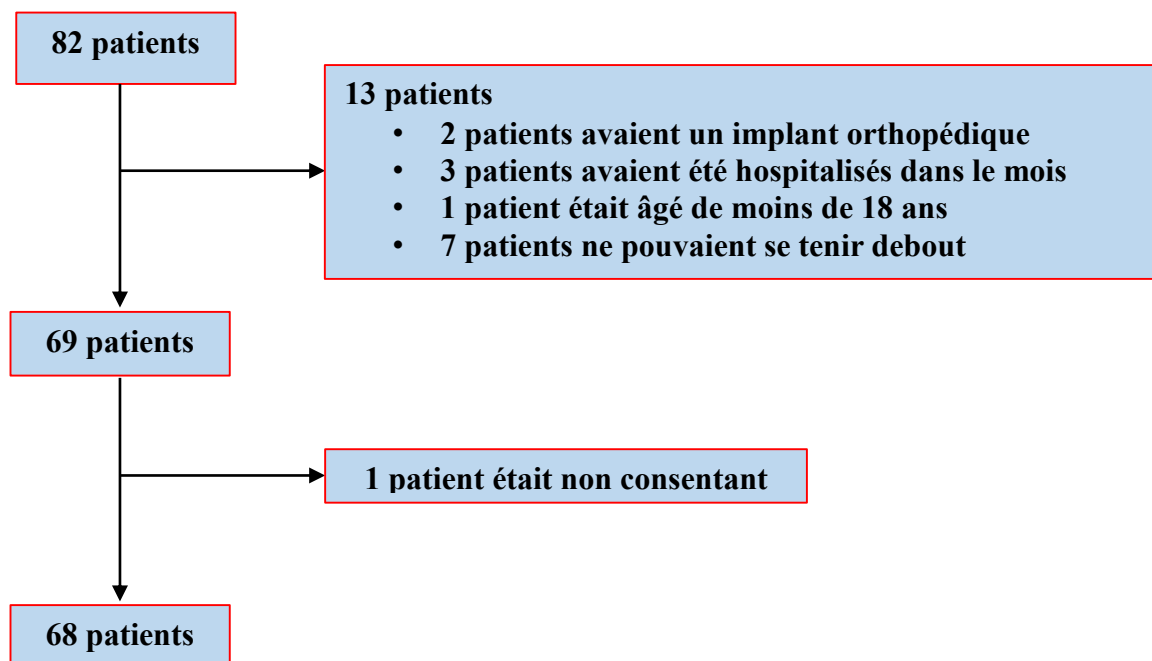 82 patients
13 patients
• 2 patients avaient un implant orthopédique
• 3 patients avaient été hospitalisés dans le mois
• 1 patient était âgé de moins de 18 ans
• 7 patients ne pouvaient se tenir debout
69 patients
1 patient était non consentant
68 patients